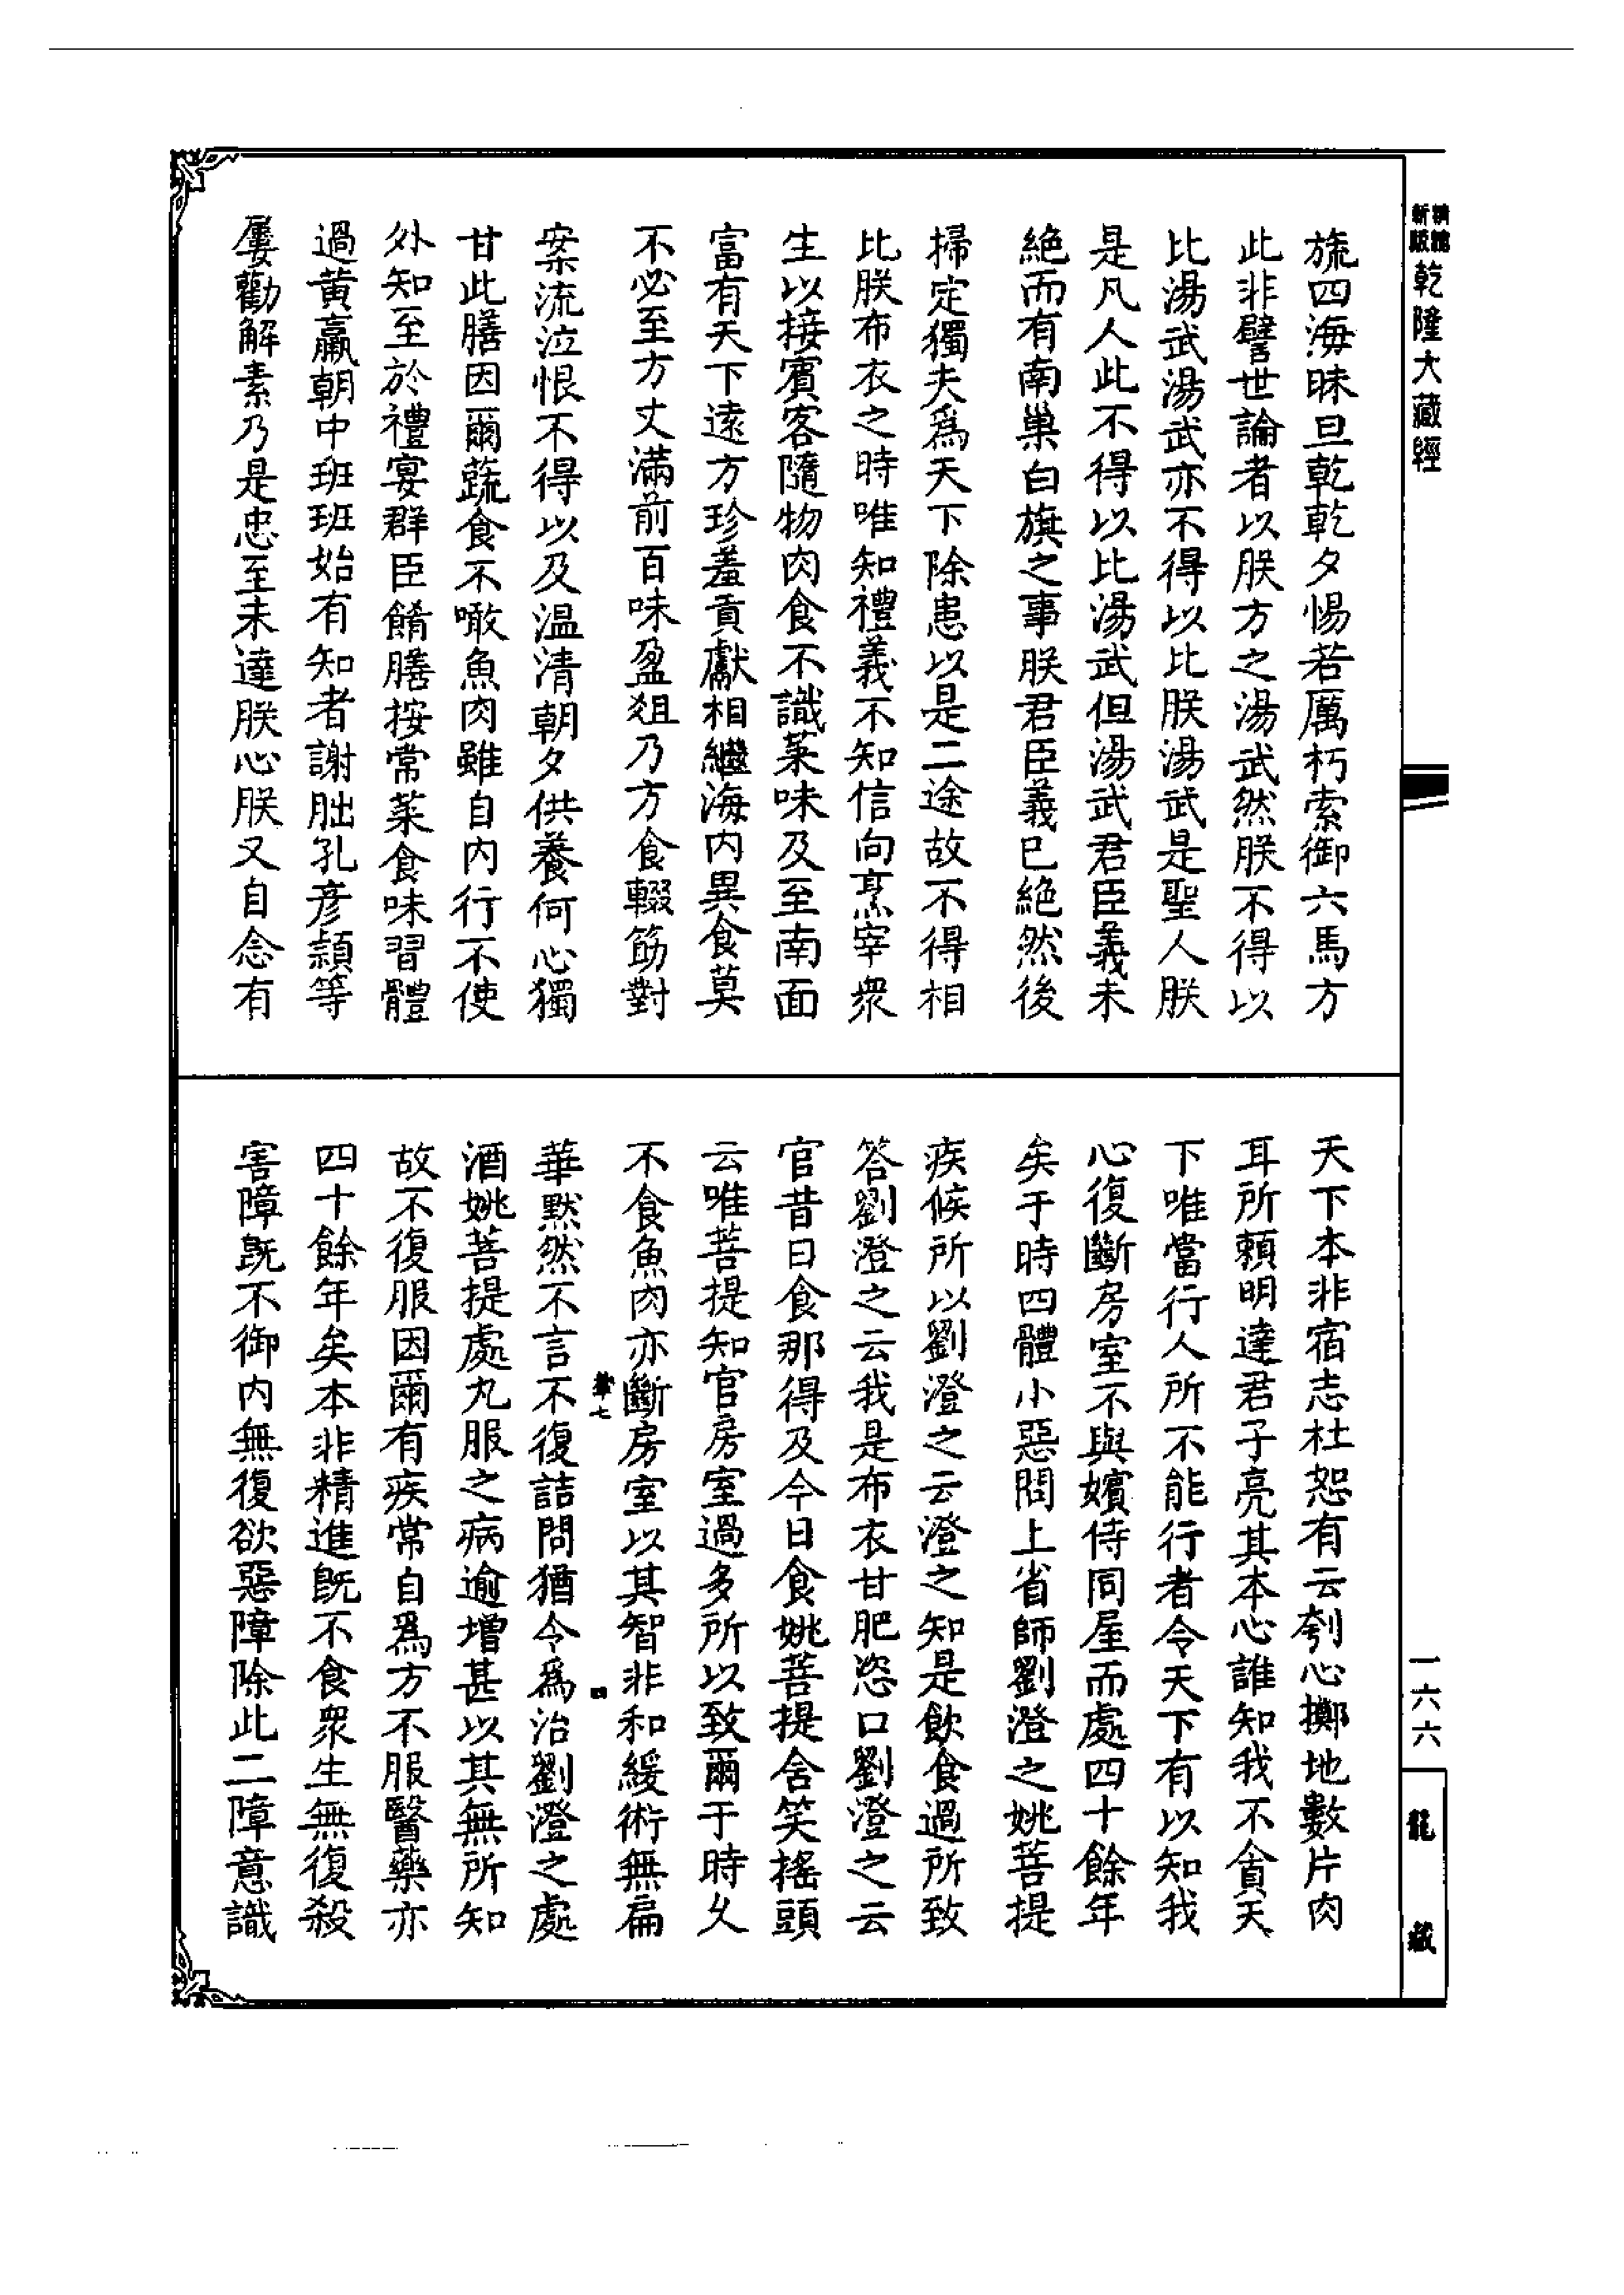 精繪
新版
乾隆大藏經
旒四海昧旦乾乾夕惕若厲朽索御六馬方
此非譬世論者以朕方之湯武然朕不得以
比湯武湯武亦不得以比朕湯武是聖人朕
是凡人此不得以比湯武但湯武君臣義未
絕而有南巢白旗之事朕君臣義已絕然後
掃定獨夫為天下除患以是二途故不得相
比朕布衣之時唯知禮義不知信向烹宰眾
生以接賓客隨物肉食不識菜味及至南面
富有天下遠方珍羞貢獻相繼海內異食莫
不必至方丈滿前百味盈俎乃方食輟筯對
案流泣恨不得以及温清朝夕供養何心獨
甘此膳因爾蔬食不噉魚肉雖自內行不使
外知至於禮宴群臣餚膳按常菜食味習體
過黃羸朝中班班始有知者謝朏孔彥頴等
屢勸解素乃是忠至未達朕心朕又自念有
天下本非宿志杜恕有云刳心擲地數片肉
耳所賴明達君子亮其本心誰知我不貪天
下唯當行人所不能行者令天下有以知我
心復斷房室不與嬪侍同屋而處四十餘年
矣于時四體小惡問上省師劉澄之姚菩提
疾候所以劉澄之云澄之知是飲食過所致
答劉澄之云我是布衣甘肥恣口劉澄之云
官昔日食那得及今日食姚菩提含笑搖頭
云唯菩提知官房室過多所以致爾于時久
不食魚肉亦斷房室以其智非和緩術無扁
華默然不言不復詰問猶令為治劉澄之處
酒姚菩提處丸服之病逾增甚以其無所知
故不復服因爾有疾常自為方不服醫藥亦
四十餘年矣本非精進既不食眾生無復殺
害障既不御內無復欲惡障除此二障意識
七
四
一六六
龍藏